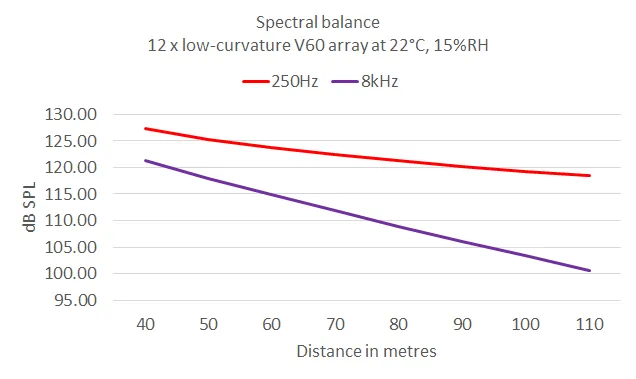 Spectral balance
12 x low-curvature V60 array at 22°C, 15%RH
250Hz 8kHz
130.00
125.00
120.00
115.00
110.00
105.00
100.00
95.00
dB SPL
40 50 60 70 80 90 100 110
Distance in metres